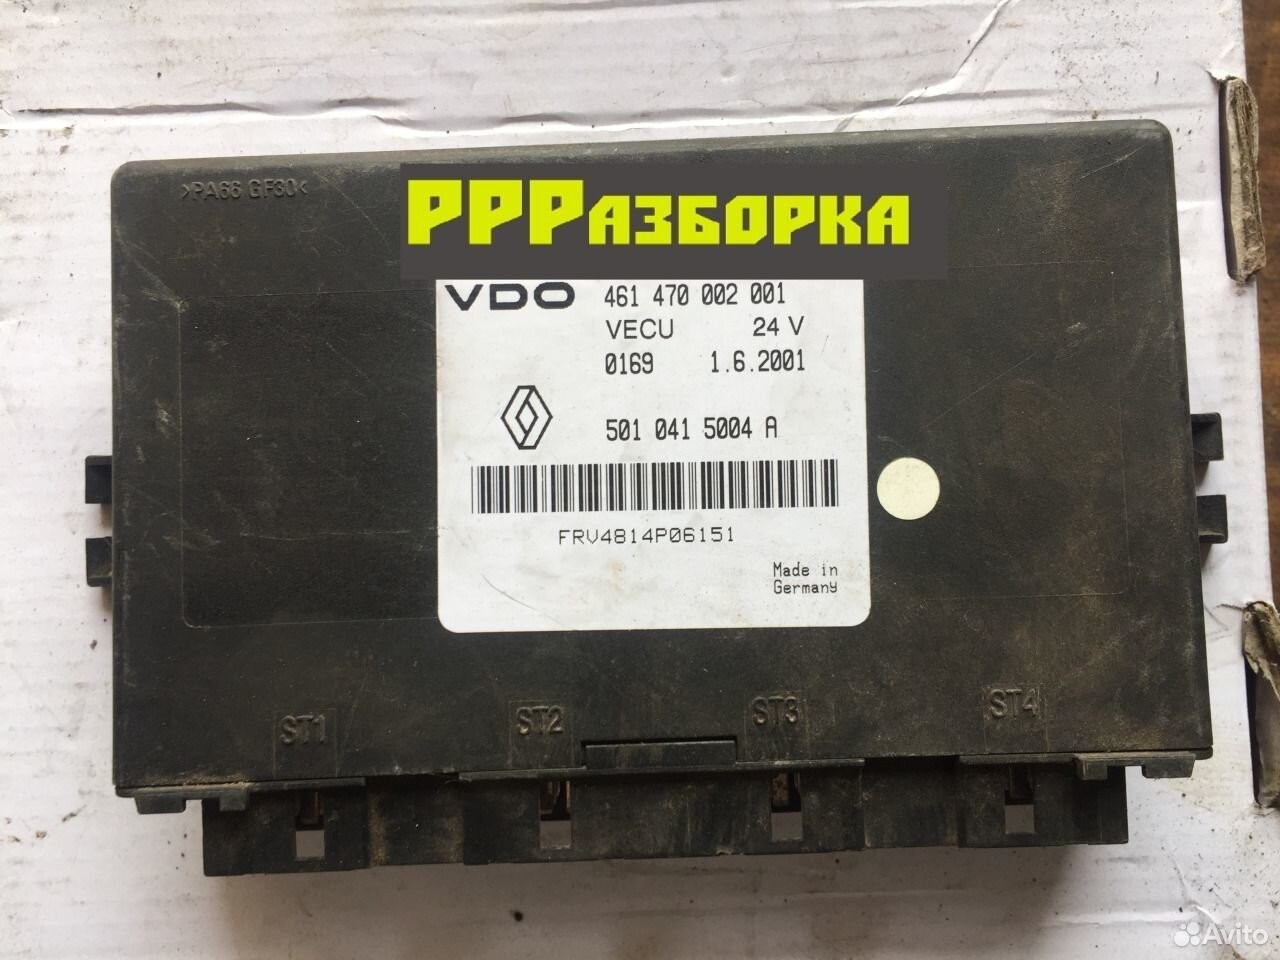 >PA66 GF30<
РРРАЗБОРКА
VDO 461 470 002 001
VECU 24 V
0169 1.6.2001
501 041 5004 A
FRV4814P06151
Made in
Germany
ST1 ST2 ST3 ST4
Avito